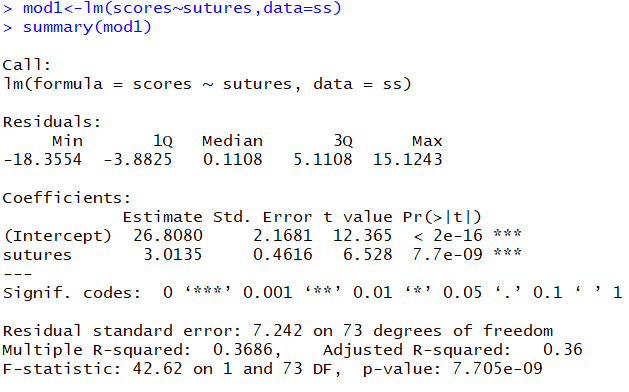 > mod1<-lm(scores~sutures,data=ss)
> summary(mod1)
Call:
lm(formula = scores ~ sutures, data = ss)
Residuals:
     Min       1Q   Median       3Q      Max
-18.3554  -3.8825   0.1108   5.1108  15.1243
Coefficients:
            Estimate Std. Error t value Pr(>|t|)
(Intercept)  26.8080     2.1681  12.365  < 2e-16 ***
sutures       3.0135     0.4616   6.528  7.7e-09 ***
---
Signif. codes:  0 ‘***’ 0.001 ‘**’ 0.01 ‘*’ 0.05 ‘.’ 0.1 ‘ ’ 1
Residual standard error: 7.242 on 73 degrees of freedom
Multiple R-squared:  0.3686,    Adjusted R-squared:   0.36
F-statistic: 42.62 on 1 and 73 DF,  p-value: 7.705e-09